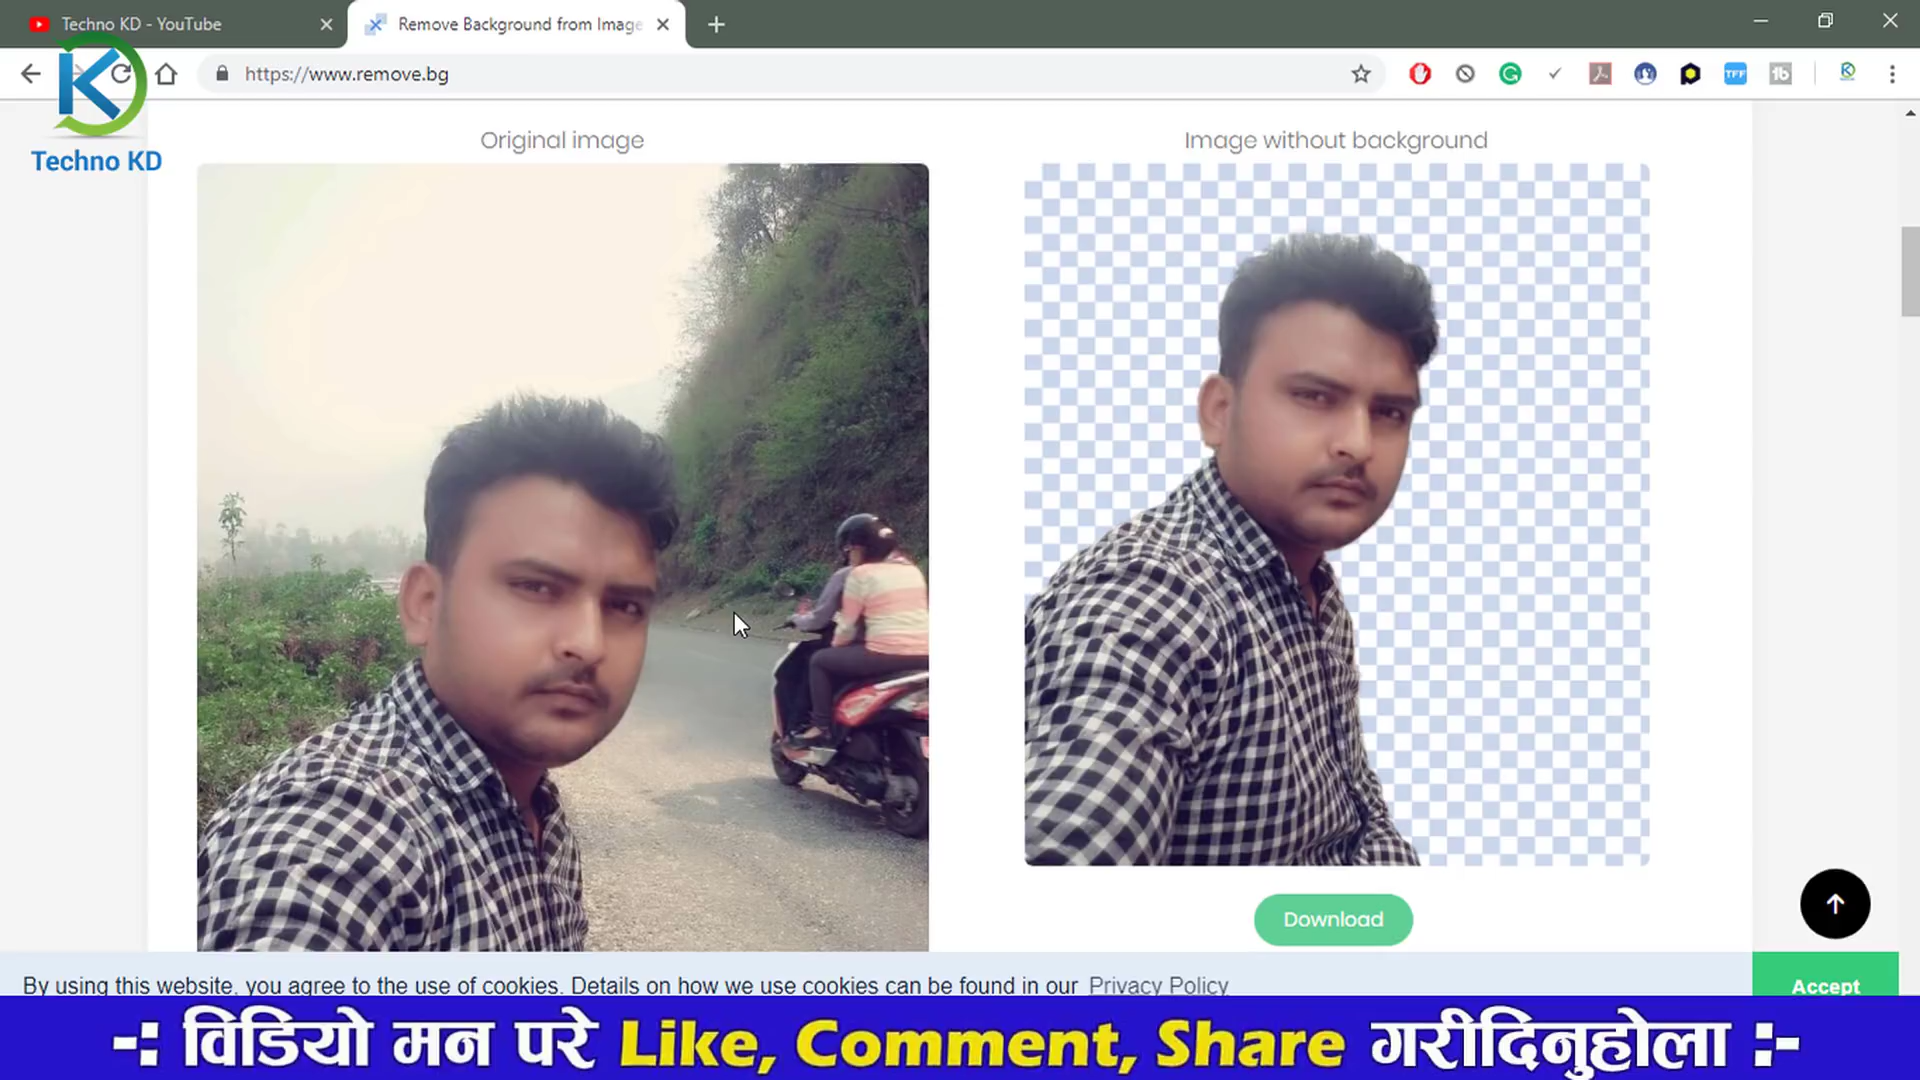 Techno KD - YouTube
Remove Background from Image
https://www.remove.bg
TFF
Techno KD
Original image
Image without background
Download
By using this website, you agree to the use of cookies. Details on how we use cookies can be found in our Privacy Policy
Accept
-: विडियो मन परे Like, Comment, Share गरीदिनुहोला :-